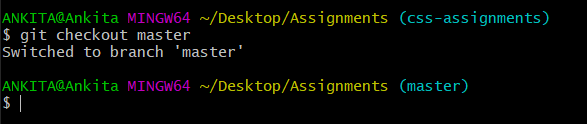 ANKITA@Ankita MINGW64 ~/Desktop/Assignments (css-assignments)
$ git checkout master
Switched to branch 'master'
ANKITA@Ankita MINGW64 ~/Desktop/Assignments (master)
$